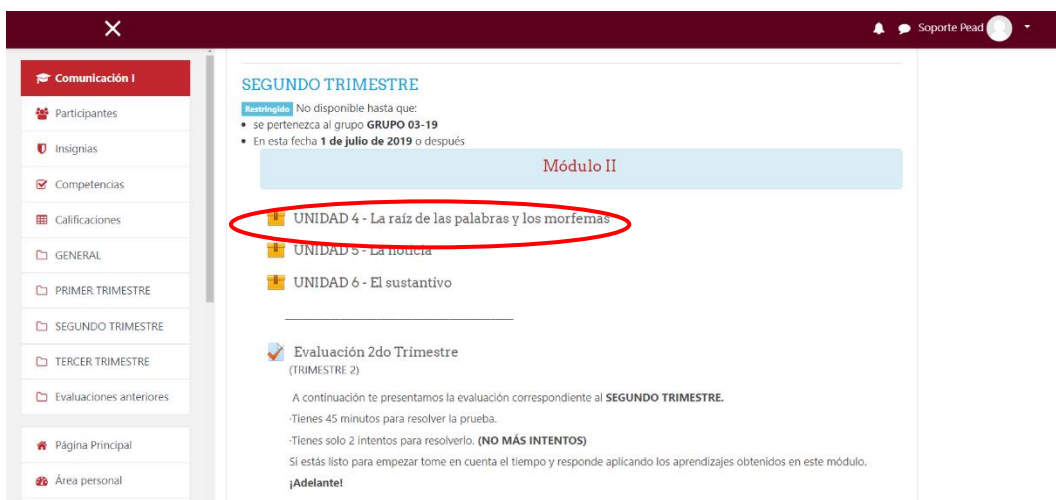 Soporte Pead
Comunicación I
Participantes
Insignias
Competencias
Calificaciones
GENERAL
PRIMER TRIMESTRE
SEGUNDO TRIMESTRE
TERCER TRIMESTRE
Evaluaciones anteriores
Página Principal
Área personal
SEGUNDO TRIMESTRE
Restringido No disponible hasta que:
• se pertenezca al grupo GRUPO 03-19
• En esta fecha 1 de julio de 2019 o después
Módulo II
UNIDAD 4 - La raíz de las palabras y los morfemas
UNIDAD 5 - La noticia
UNIDAD 6 - El sustantivo
Evaluación 2do Trimestre
(TRIMESTRE 2)
A continuación te presentamos la evaluación correspondiente al SEGUNDO TRIMESTRE.
·Tienes 45 minutos para resolver la prueba.
·Tienes solo 2 intentos para resolverlo. (NO MÁS INTENTOS)
Si estás listo para empezar tome en cuenta el tiempo y responde aplicando los aprendizajes obtenidos en este módulo.
¡Adelante!